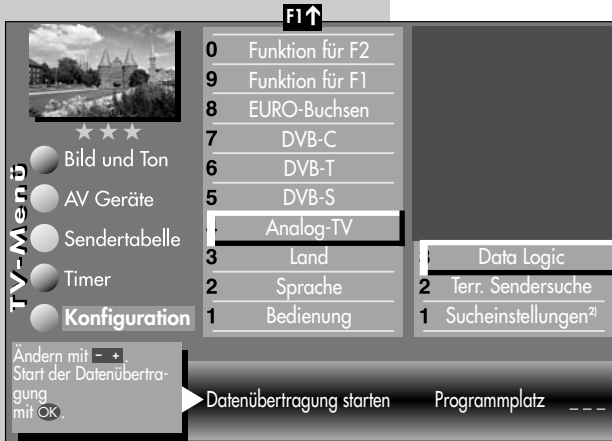 F1↑
TV-Menü
Bild und Ton
AV Geräte
Sendertabelle
Timer
Konfiguration
0 Funktion für F2
9 Funktion für F1
8 EURO-Buchsen
7 DVB-C
6 DVB-T
5 DVB-S
Analog-TV
3 Land
2 Sprache
1 Bedienung
3 Data Logic
2 Terr. Sendersuche
1 Sucheinstellungen²⁾
Ändern mit - + .
Start der Datenübertra-
gung
mit OK .
Datenübertragung starten Programmplatz _ _ _